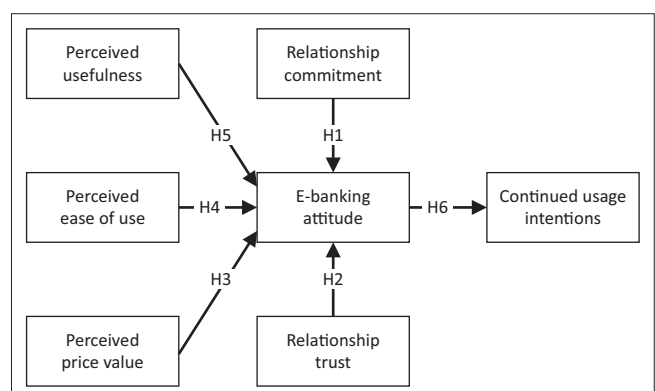 Perceived
usefulness
Relationship
commitment
H5
H1
Perceived
ease of use
H4
E-banking
attitude
H6
Continued usage
intentions
H3
H2
Perceived
price value
Relationship
trust